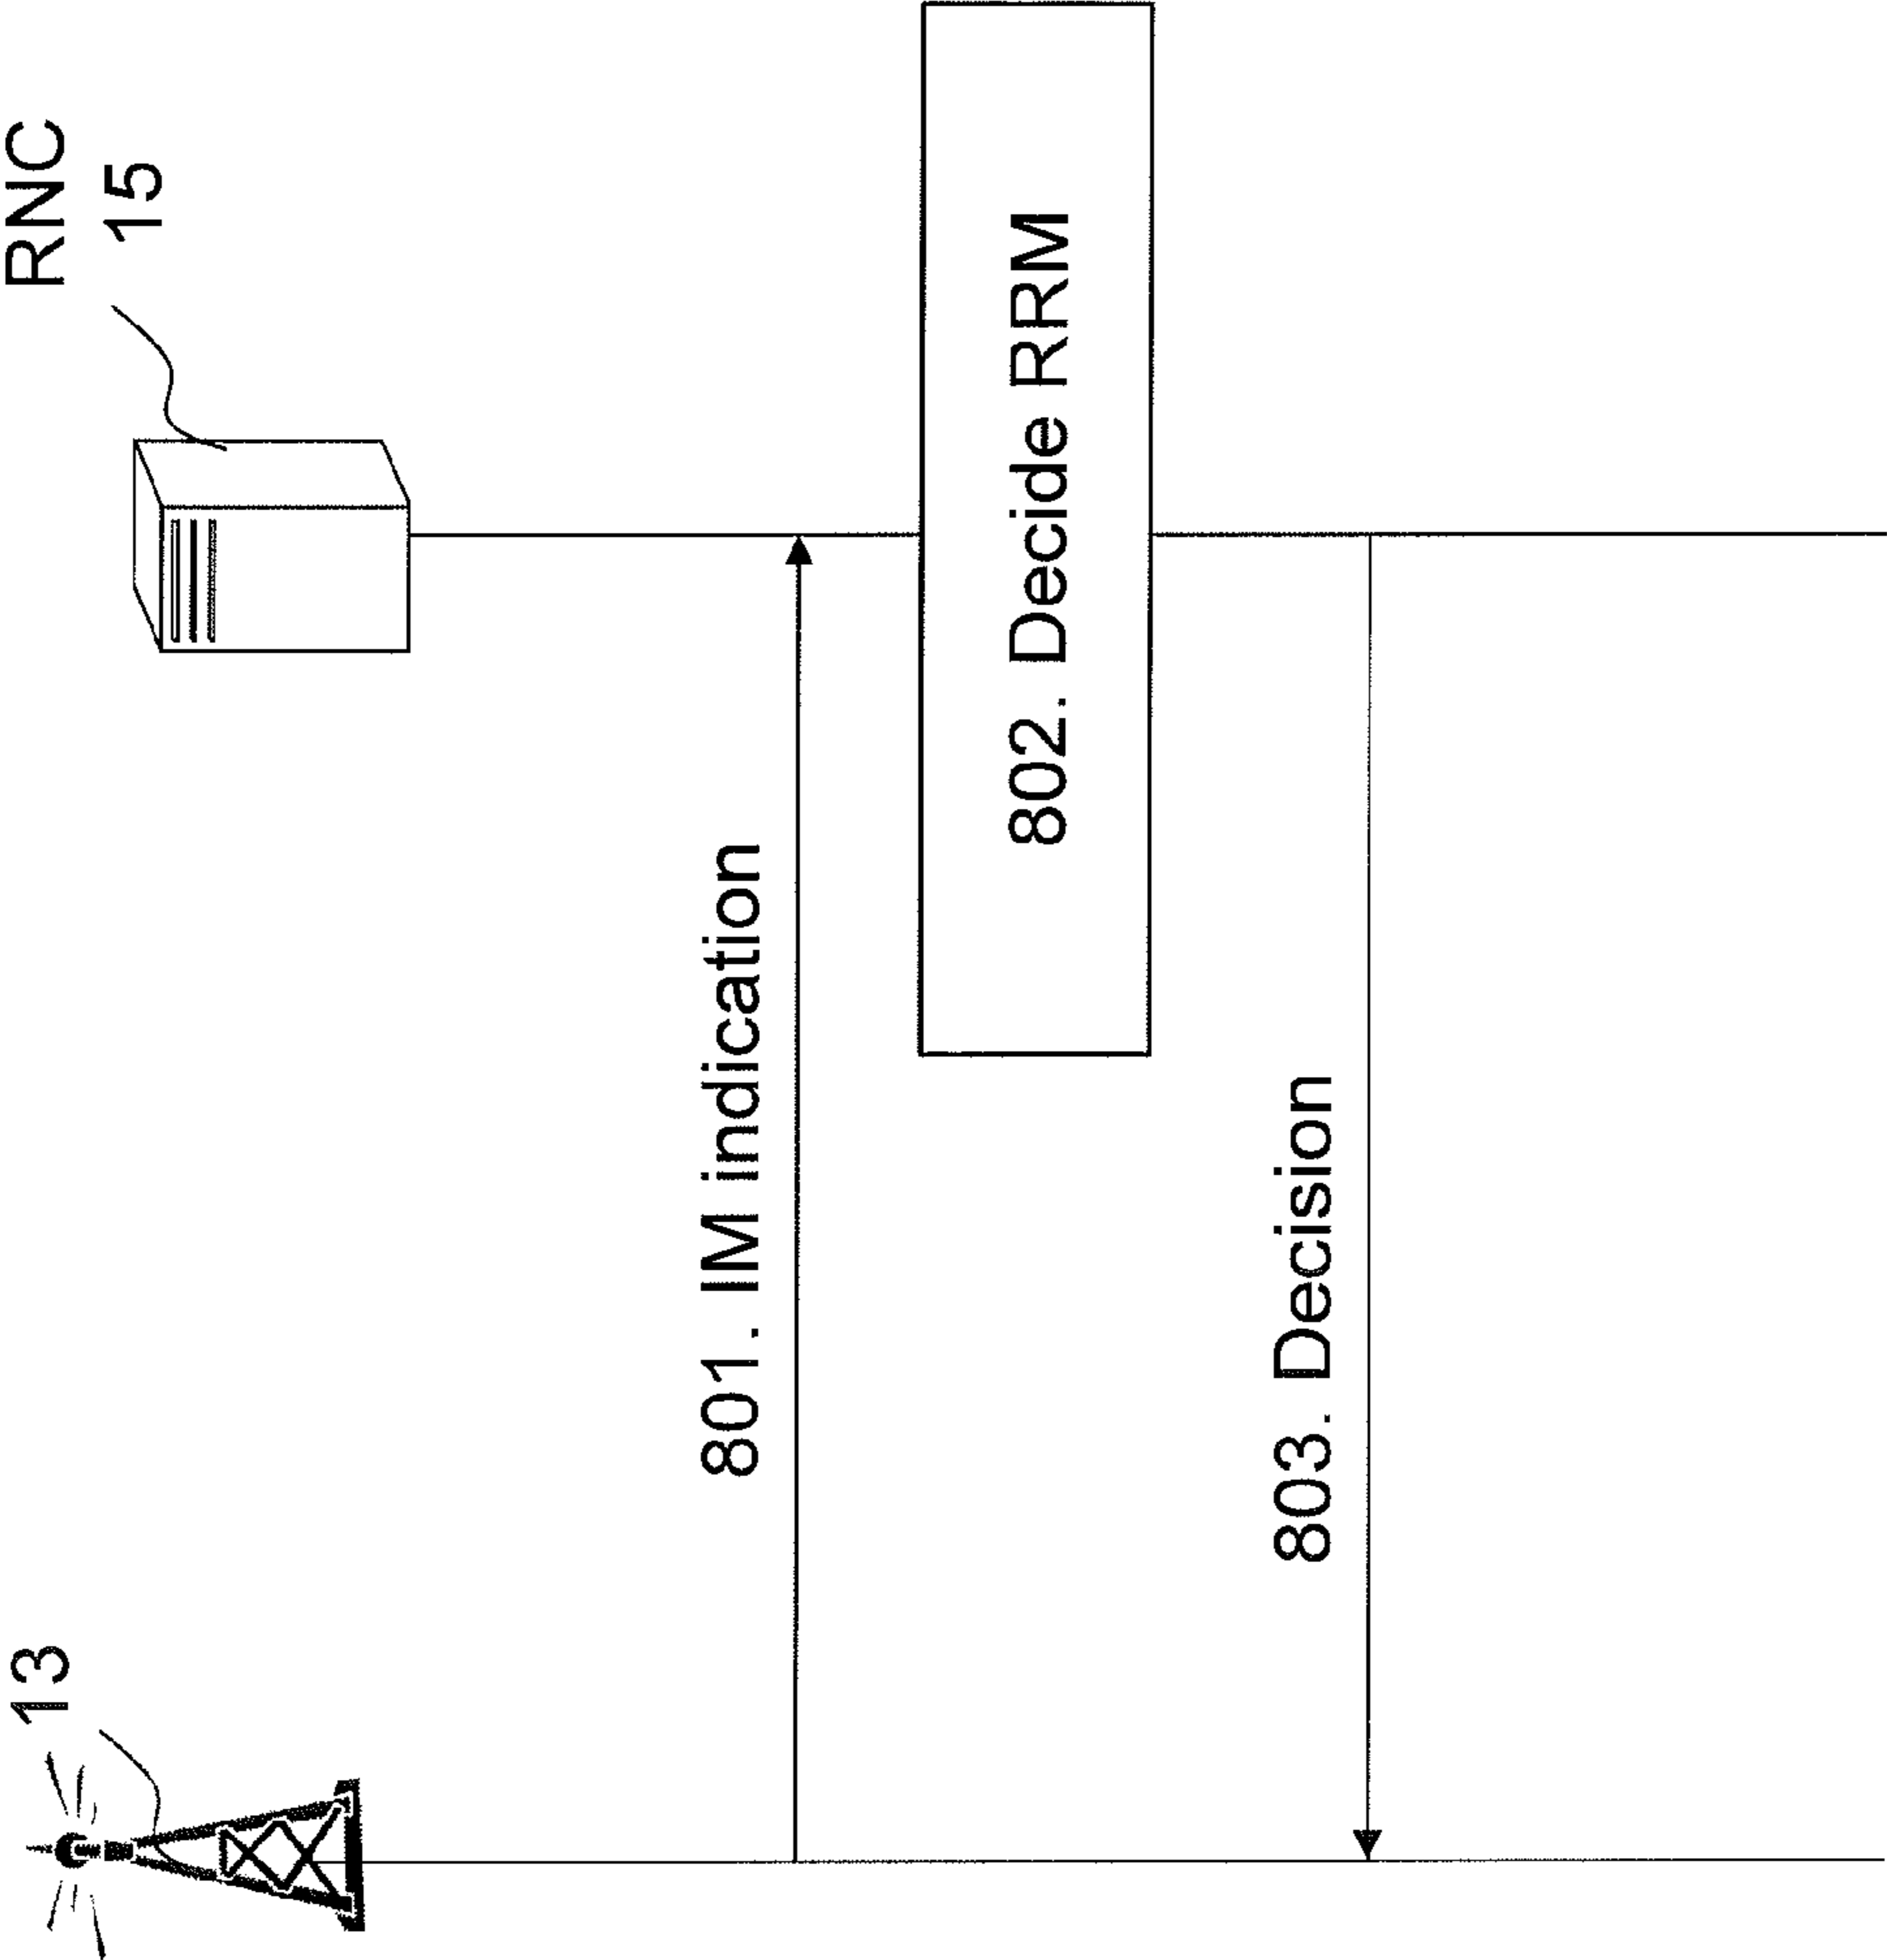 13
RNC
15
801. IM indication
802. Decide RRM
803. Decision